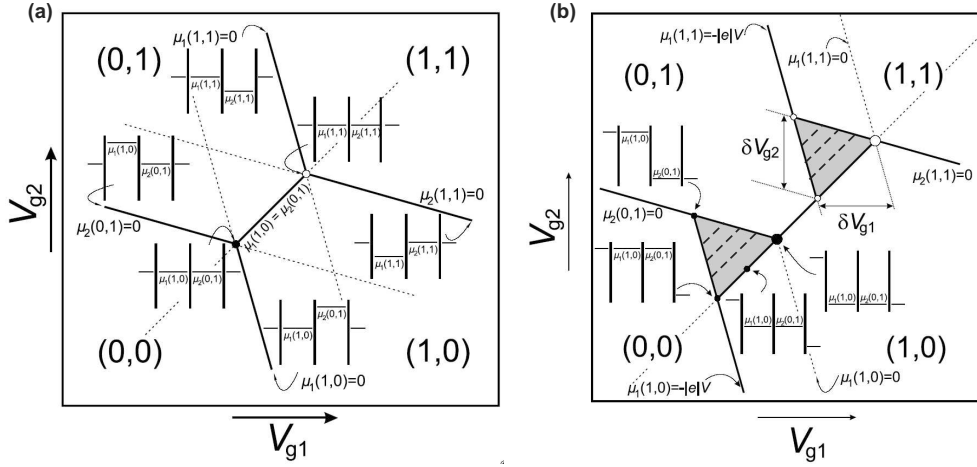 (a)
μ₁(1,1)=0
(0,1)
(1,1)
μ₁(1,1)
μ₂(1,1)
μ₁(1,1)
μ₂(1,1)
μ₁(1,0)
μ₂(0,1)
μ₂(0,1)=0
μ₁(1,0) = μ₂(0,1)
μ₂(1,1)=0
μ₁(1,1)
μ₂(1,1)
μ₁(1,0)
μ₂(0,1)
μ₁(1,0)
μ₂(0,1)
(0,0)
(1,0)
μ₁(1,0)=0
Vg2
Vg1
(b)
μ₁(1,1)=-|e|V
μ₁(1,1)=0
(0,1)
(1,1)
μ₁(1,0)
μ₂(0,1)
δVg2
μ₂(1,1)=0
δVg1
μ₂(0,1)=0
μ₁(1,0)
μ₂(0,1)
μ₁(1,0)
μ₂(0,1)
μ₁(1,0)
μ₂(0,1)
(0,0)
(1,0)
μ₁(1,0)=-|e|V
μ₁(1,0)=0
Vg2
Vg1